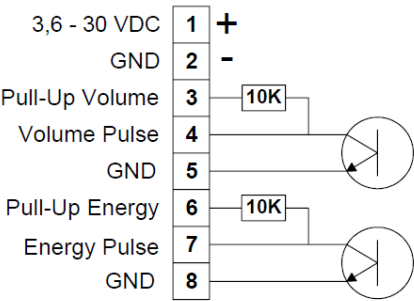 3,6 - 30 VDC 1 +
GND 2 -
Pull-Up Volume 3 10K
Volume Pulse 4
GND 5
Pull-Up Energy 6 10K
Energy Pulse 7
GND 8